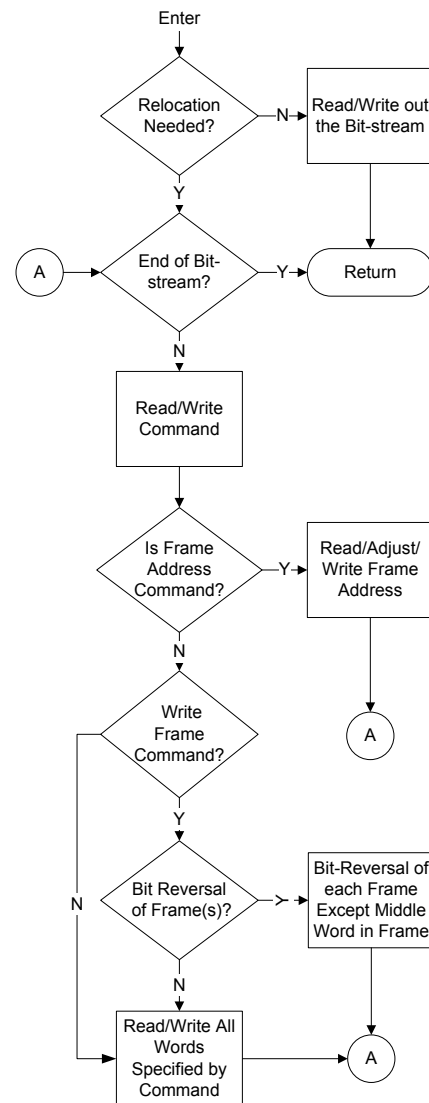 Enter
Relocation
Needed?
N
Read/Write out
the Bit-stream
Y
A
End of Bit-
stream?
Y
Return
N
Read/Write
Command
Is Frame
Address
Command?
Y
Read/Adjust/
Write Frame
Address
N
Write
Frame
Command?
A
Y
N
Bit Reversal
of Frame(s)?
Y
Bit-Reversal of
each Frame
Except Middle
Word in Frame
N
Read/Write All
Words
Specified by
Command
A